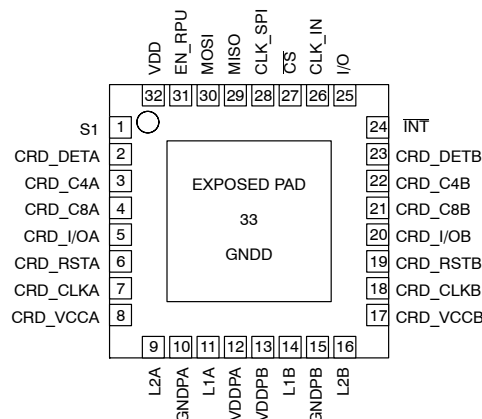 VDD
EN_RPU
MOSI
MISO
CLK_SPI
CS
CLK_IN
I/O
32 31 30 29 28 27 26 25
S1 1
CRD_DETA 2
CRD_C4A 3
CRD_C8A 4
CRD_I/OA 5
CRD_RSTA 6
CRD_CLKA 7
CRD_VCCA 8
EXPOSED PAD
33
GNDD
24 INT
23 CRD_DETB
22 CRD_C4B
21 CRD_C8B
20 CRD_I/OB
19 CRD_RSTB
18 CRD_CLKB
17 CRD_VCCB
9 10 11 12 13 14 15 16
L2A
GNDPA
L1A
VDDPA
VDDPB
L1B
GNDPB
L2B